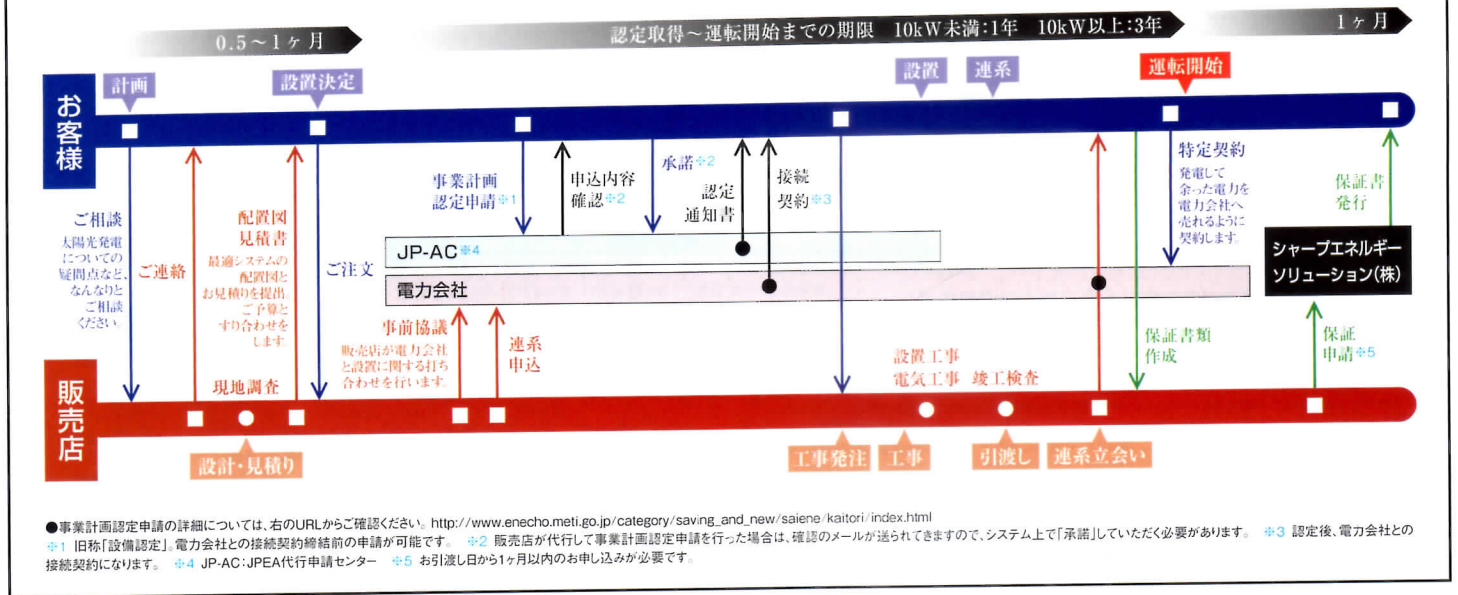 0.5～1ヶ月
認定取得～運転開始までの期限 10kW未満:1年 10kW以上:3年
1ヶ月
計画
設置決定
設置
連系
運転開始
お客様
ご相談
太陽光発電
についての
疑問点など、
なんなりと
ご相談
ください。
ご連絡
配置図
見積書
最適システムの
配置図と
お見積りを提出。
ご予算と
すり合わせを
します。
ご注文
事業計画
認定申請※1
申込内容
確認※2
承諾※2
認定
通知書
接続
契約※3
特定契約
発電して
余った電力を
電力会社へ
売れるように
契約します。
保証書
発行
JP-AC※4
電力会社
シャープエネルギー
ソリューション(株)
事前協議
販売店が電力会社
と設置に関する打ち
合わせを行います。
連系
申込
設置工事
電気工事 竣工検査
保証書類
作成
保証
申請※5
現地調査
販売店
設計・見積り
工事発注
工事
引渡し
連系立会い
●事業計画認定申請の詳細については、右のURLからご確認ください。http://www.enecho.meti.go.jp/category/saving_and_new/saiene/kaitori/index.html
※1 旧称「設備認定」。電力会社との接続契約締結前の申請が可能です。 ※2 販売店が代行して事業計画認定申請を行った場合は、確認のメールが送られてきますので、システム上で「承諾」していただく必要があります。 ※3 認定後、電力会社との
接続契約になります。 ※4 JP-AC:JPEA代行申請センター ※5 お引渡し日から1ヶ月以内のお申し込みが必要です。